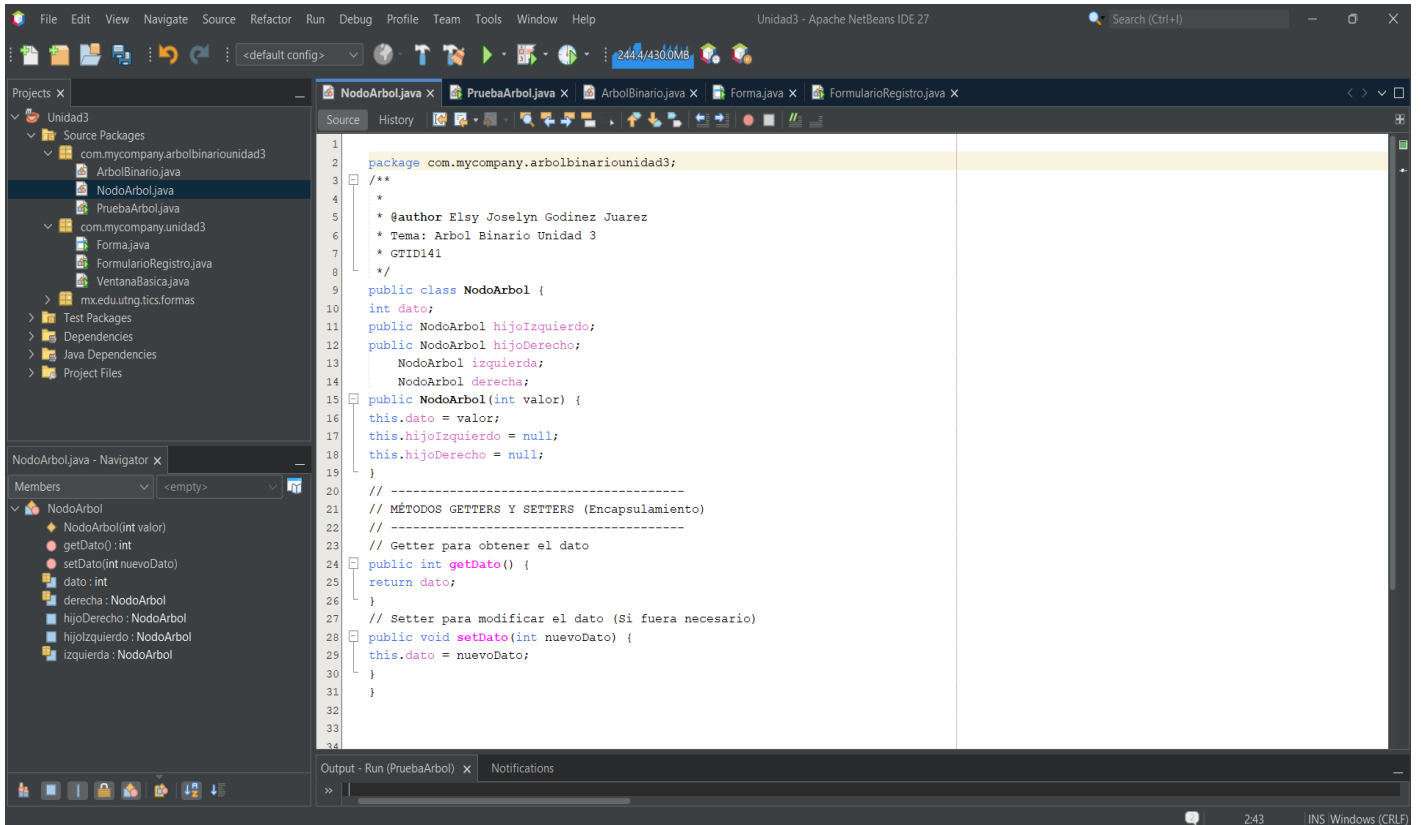 File Edit View Navigate Source Refactor Run Debug Profile Team Tools Window Help
Unidad3 - Apache NetBeans IDE 27
Search (Ctrl+I)
<default config>
244.4/430.0MB
Projects
Unidad3
Source Packages
com.mycompany.arbolbinariounidad3
ArbolBinario.java
NodoArbol.java
PruebaArbol.java
com.mycompany.unidad3
Forma.java
FormularioRegistro.java
VentanaBasica.java
mx.edu.utng.tics.formas
Test Packages
Dependencies
Java Dependencies
Project Files
NodoArbol.java - Navigator
Members
<empty>
NodoArbol
NodoArbol(int valor)
getDato() : int
setDato(int nuevoDato)
dato : int
derecha : NodoArbol
hijoDerecho : NodoArbol
hijoIzquierdo : NodoArbol
izquierda : NodoArbol
NodoArbol.java PruebaArbol.java ArbolBinario.java Forma.java FormularioRegistro.java
Source History
1
2 package com.mycompany.arbolbinariounidad3;
3 /**
4 *
5 * @author Elsy Joselyn Godinez Juarez
6 * Tema: Arbol Binario Unidad 3
7 * GTID141
8 */
9 public class NodoArbol {
10 int dato;
11 public NodoArbol hijoIzquierdo;
12 public NodoArbol hijoDerecho;
13 NodoArbol izquierda;
14 NodoArbol derecha;
15 public NodoArbol(int valor) {
16 this.dato = valor;
17 this.hijoIzquierdo = null;
18 this.hijoDerecho = null;
19 }
20 // ----------------------------------------
21 // MÉTODOS GETTERS Y SETTERS (Encapsulamiento)
22 // ----------------------------------------
23 // Getter para obtener el dato
24 public int getDato() {
25 return dato;
26 }
27 // Setter para modificar el dato (Si fuera necesario)
28 public void setDato(int nuevoDato) {
29 this.dato = nuevoDato;
30 }
31 }
32
33
34
Output - Run (PruebaArbol) Notifications
2 2:43 INS Windows (CRLF)